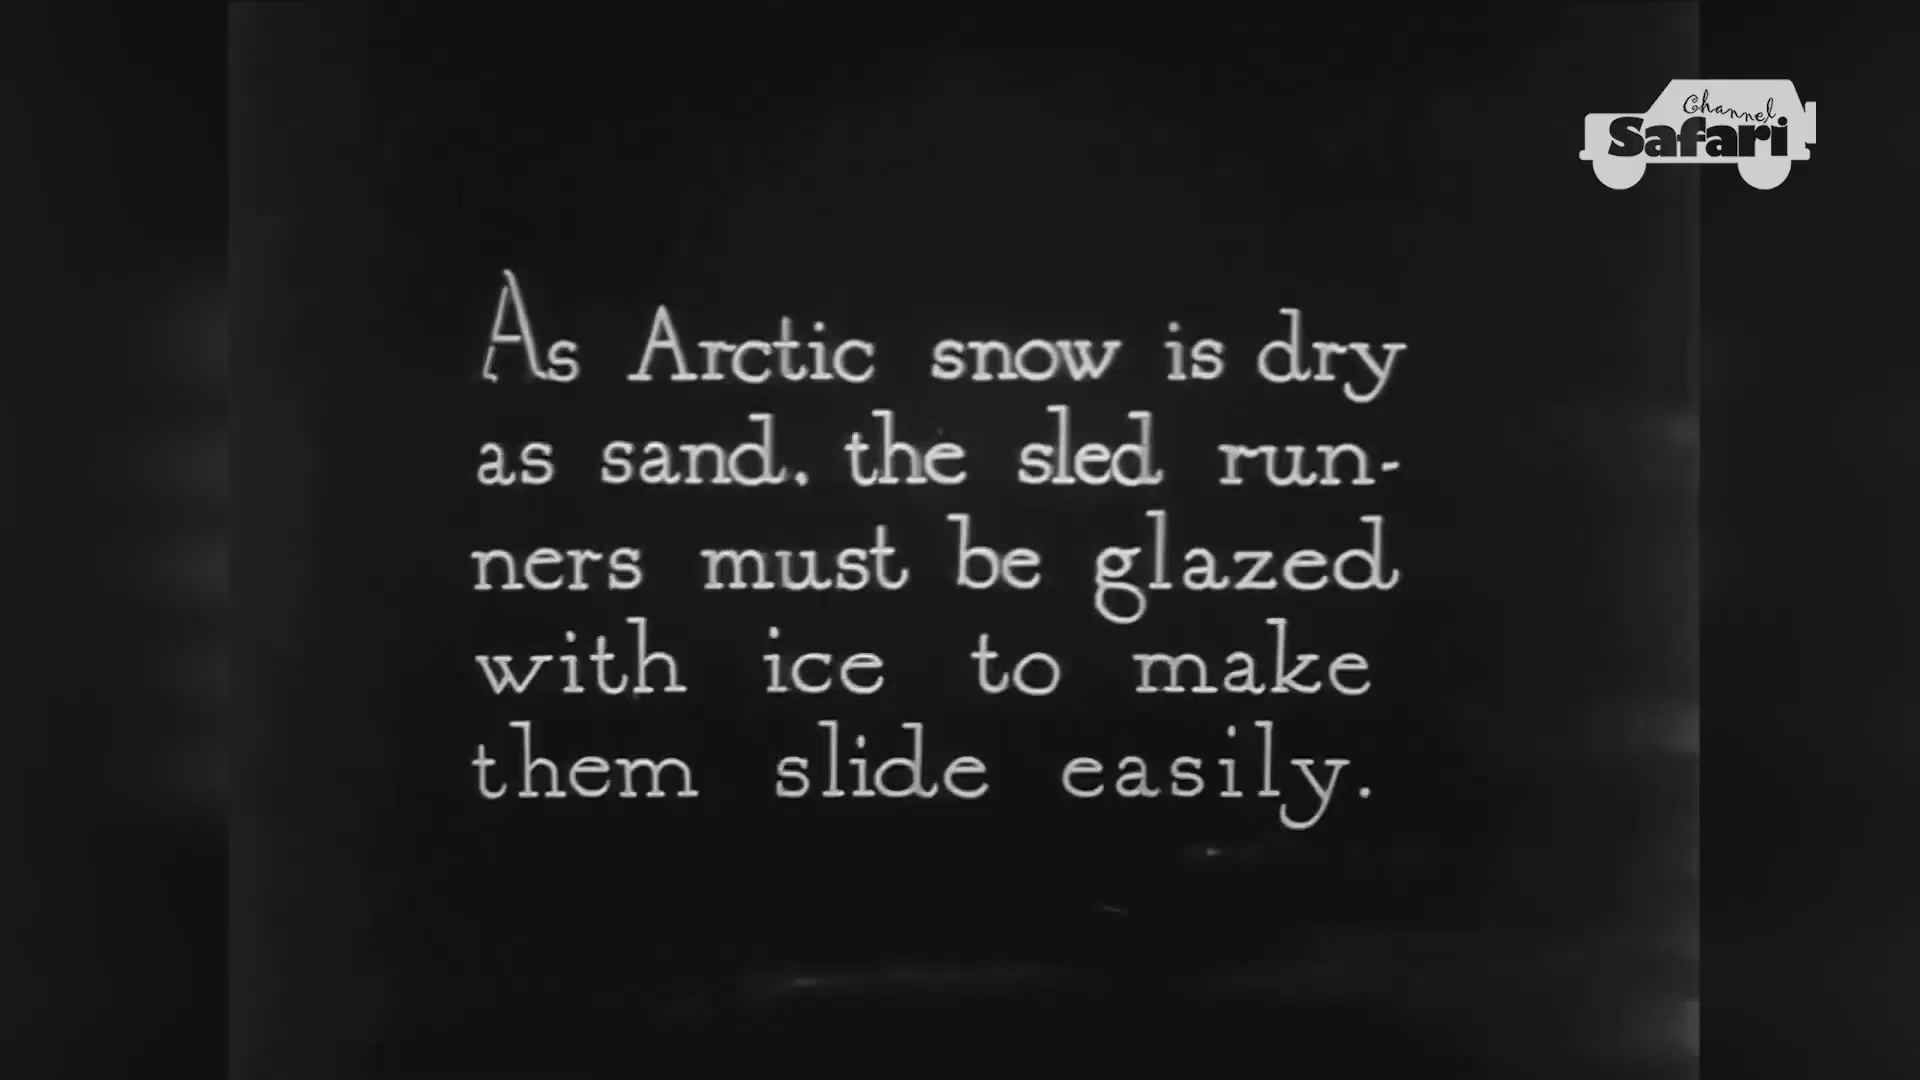 Channel
Safari
As Arctic snow is dry
as sand, the sled run-
ners must be glazed
with ice to make
them slide easily.